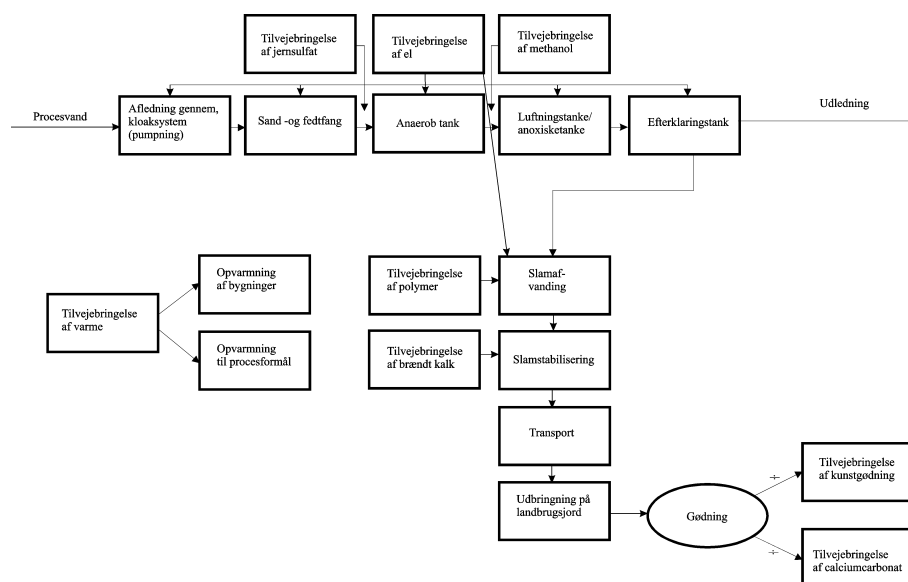 Tilvejebringelse
af jernsulfat
Tilvejebringelse
af el
Tilvejebringelse
af methanol
Procesvand
Afledning gennem,
kloaksystem
(pumpning)
Sand -og fedtfang
Anaerob tank
Luftningstanke/
anoxisketanke
Efterklaringstank
Udledning
Tilvejebringelse
af varme
Opvarmning
af bygninger
Opvarmning
til procesformål
Tilvejebringelse
af polymer
Slamaf-
vanding
Tilvejebringelse
af brændt kalk
Slamstabilisering
Transport
Udbringning på
landbrugsjord
Gødning
÷
Tilvejebringelse
af kunstgødning
÷
Tilvejebringelse
af calciumcarbonat